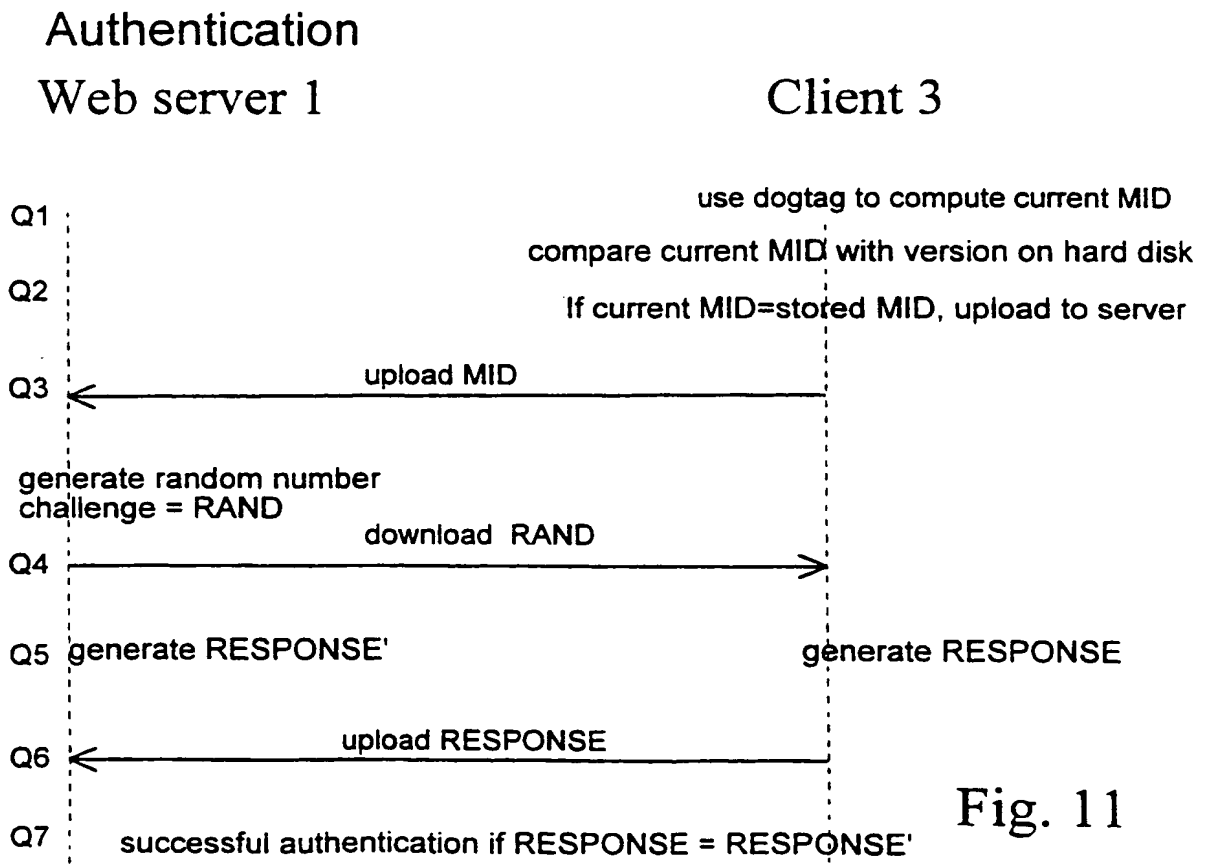 Authentication
Web server 1
Client 3
use dogtag to compute current MID
Q1
compare current MID with version on hard disk
Q2
If current MID=stored MID, upload to server
upload MID
Q3
generate random number
challenge = RAND
download RAND
Q4
Q5
generate RESPONSE'
generate RESPONSE
upload RESPONSE
Q6
Fig. 11
Q7
successful authentication if RESPONSE = RESPONSE'